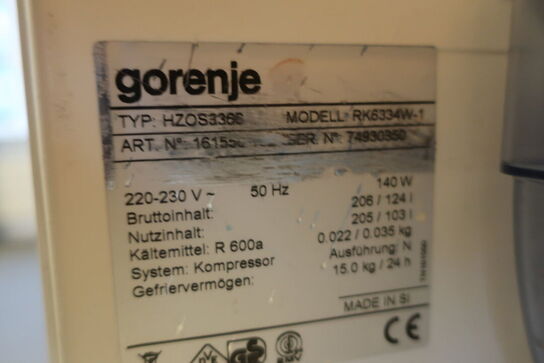 gorenje
TYP: HZOS3366 MODELL: RK6334W-1
ART. Nº: SER. Nº: 74930350
220-230 V ~ 50 Hz 140 W
Bruttoinhalt: 206 / 124 l
Nutzinhalt: 205 / 103 l
Kältemittel: R 600a 0.022 / 0.035 kg
System: Kompressor Ausführung: N
Gefriervermögen: 15.0 kg / 24 h
MADE IN SI
CE